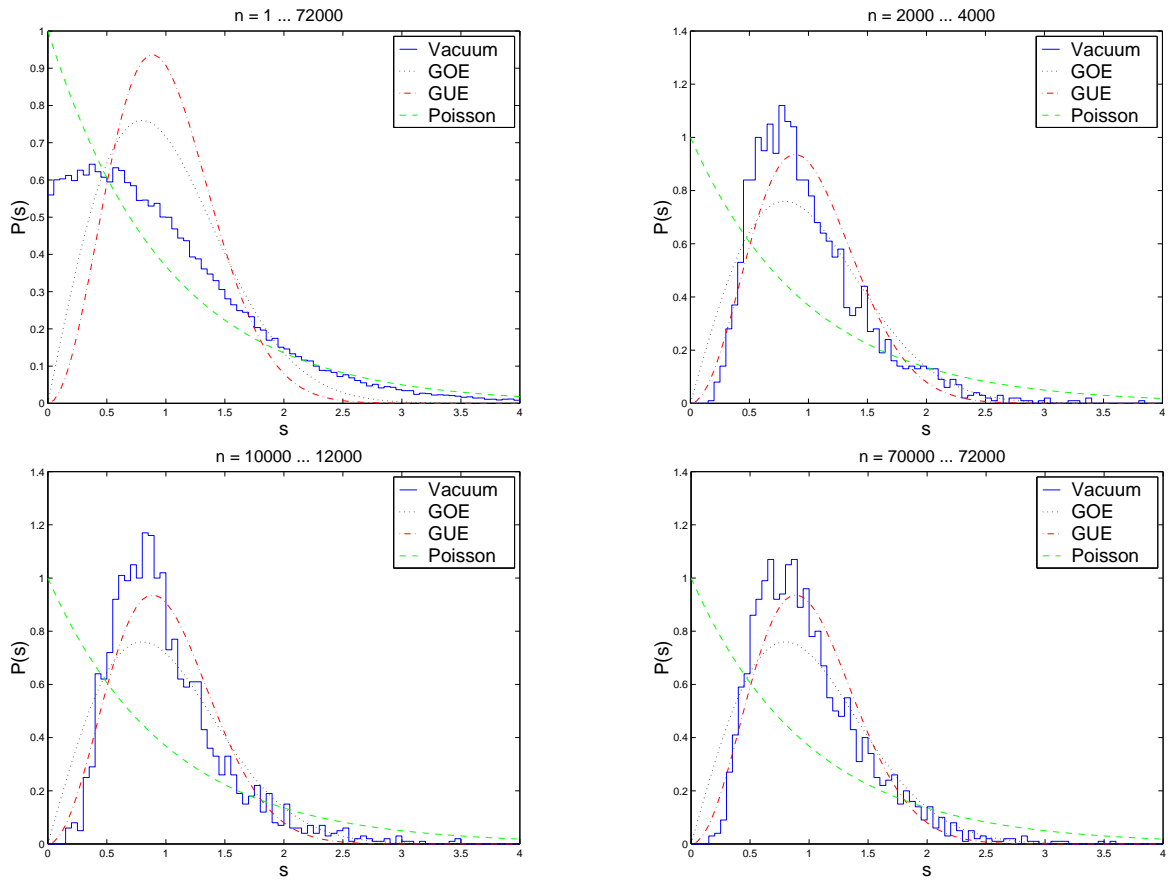 n = 1 ... 72000
1
0.9
0.8
0.7
0.6
0.5
0.4
0.3
0.2
0.1
0
P(s)
0 0.5 1 1.5 2 2.5 3 3.5 4
s
Vacuum
GOE
GUE
Poisson
n = 2000 ... 4000
1.4
1.2
1
0.8
0.6
0.4
0.2
0
P(s)
0 0.5 1 1.5 2 2.5 3 3.5 4
s
Vacuum
GOE
GUE
Poisson
n = 10000 ... 12000
1.4
1.2
1
0.8
0.6
0.4
0.2
0
P(s)
0 0.5 1 1.5 2 2.5 3 3.5 4
s
Vacuum
GOE
GUE
Poisson
n = 70000 ... 72000
1.4
1.2
1
0.8
0.6
0.4
0.2
0
P(s)
0 0.5 1 1.5 2 2.5 3 3.5 4
s
Vacuum
GOE
GUE
Poisson